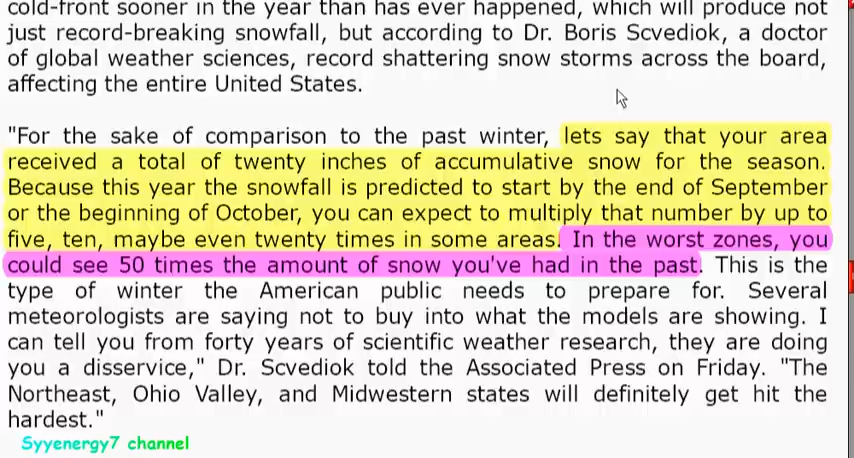 cold-front sooner in the year than has ever happened, which will produce not
just record-breaking snowfall, but according to Dr. Boris Scvediok, a doctor
of global weather sciences, record shattering snow storms across the board,
affecting the entire United States.
"For the sake of comparison to the past winter, lets say that your area
received a total of twenty inches of accumulative snow for the season.
Because this year the snowfall is predicted to start by the end of September
or the beginning of October, you can expect to multiply that number by up to
five, ten, maybe even twenty times in some areas. In the worst zones, you
could see 50 times the amount of snow you've had in the past. This is the
type of winter the American public needs to prepare for. Several
meteorologists are saying not to buy into what the models are showing. I
can tell you from forty years of scientific weather research, they are doing
you a disservice," Dr. Scvediok told the Associated Press on Friday. "The
Northeast, Ohio Valley, and Midwestern states will definitely get hit the
hardest."
Syyenergy7 channel